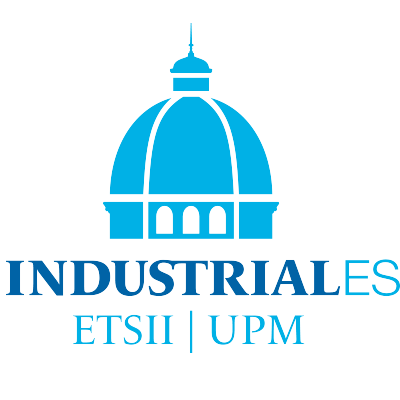 INDUSTRIALES
ETSII | UPM